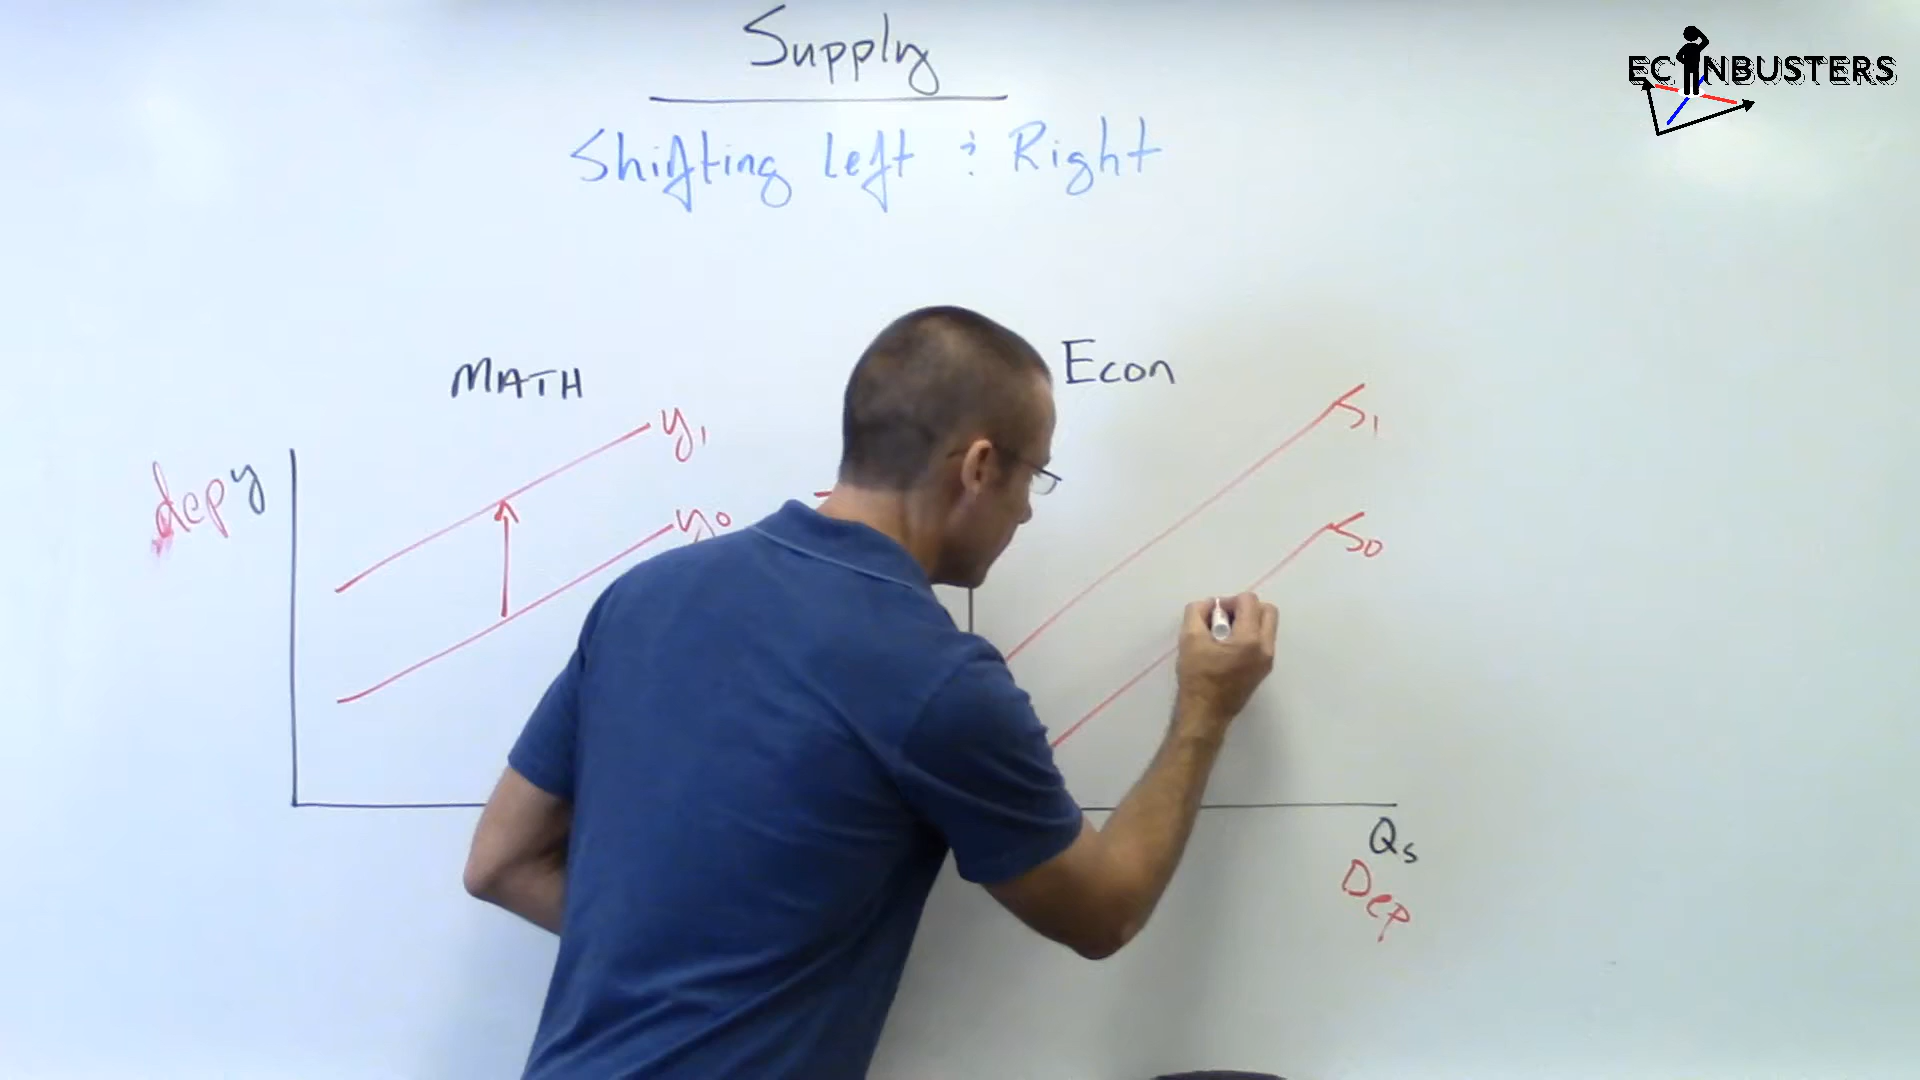 Supply
ECONBUSTERS
Shifting Left & Right
MATH
Econ
y₁
S₁
dep y
y₀
S₀
Qs
Dep